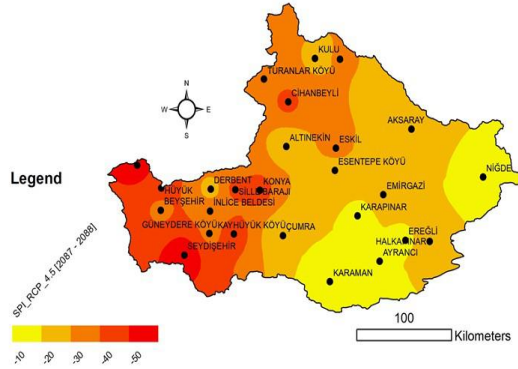 KULU
TURANLAR KÖYÜ
N
W E
S
CİHANBEYLİ
AKSARAY
ALTINEKİN
ESKİL
ESENTEPE KÖYÜ
Legend
NİĞDE
DERBENT
KONYA
HÜYÜK
SİLLE BARAJI
EMİRGAZİ
BEYŞEHİR
İNLİCE BELDESİ
KARAPINAR
GÜNEYDERE KÖYÜ
KAYHÜYÜK KÖYÜ
ÇUMRA
EREĞLİ
HALKAPINAR
SEYDİŞEHİR
AYRANCI
KARAMAN
SPI_RCP_4.5 [2087 - 2088]
100
Kilometers
-10 -20 -30 -40 -50